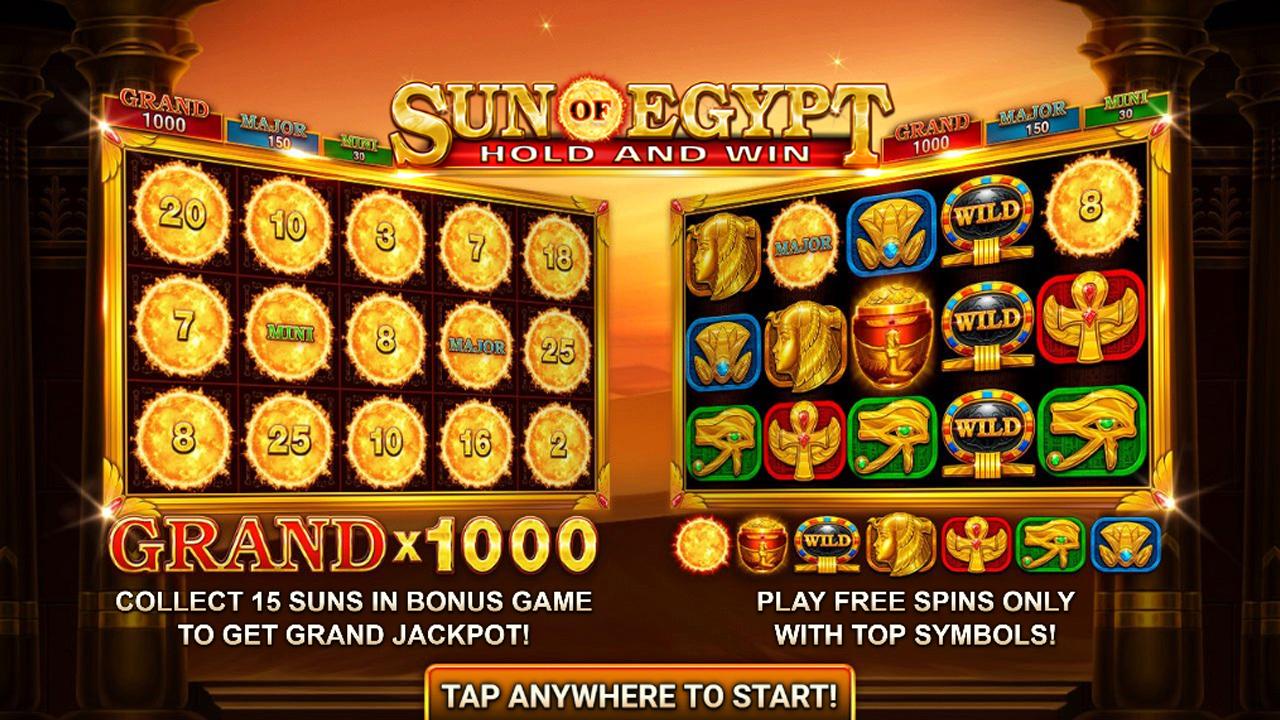 SUN OF EGYPT
HOLD AND WIN
GRAND
1000
MAJOR
150
MINI
30
GRAND
1000
MAJOR
150
MINI
30
20 10 3 7 18
7 MINI 8 MAJOR 25
8 25 10 16 2
MAJOR WILD 8
WILD
WILD
GRAND x1000
COLLECT 15 SUNS IN BONUS GAME
TO GET GRAND JACKPOT!
WILD
PLAY FREE SPINS ONLY
WITH TOP SYMBOLS!
TAP ANYWHERE TO START!